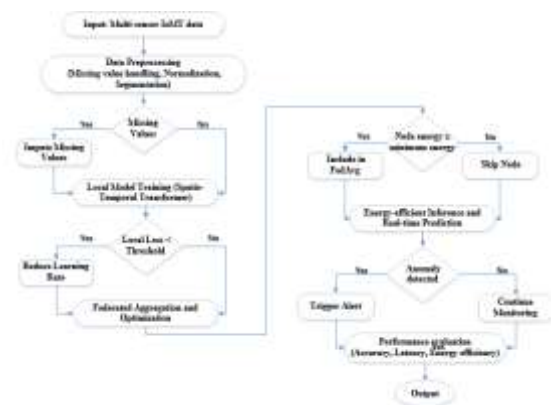 Input: Multi-sensor IoMT data
Data Preprocessing
(Missing value handling, Normalization,
Segmentation)
Missing
Values
Yes
No
Impute Missing
Values
Local Model Training (Spatio-
Temporal Transformer)
Local Loss <
Threshold
Yes
No
Reduce Learning
Rate
Federated Aggregation and
Optimization
Node energy ≥
minimum energy
Yes
No
Include in
FedAvg
Skip Node
Energy-efficient Inference and
Real-time Prediction
Anomaly
detected
Yes
No
Trigger Alert
Continue
Monitoring
Performance evaluation
(Accuracy, Latency, Energy efficiency)
Output